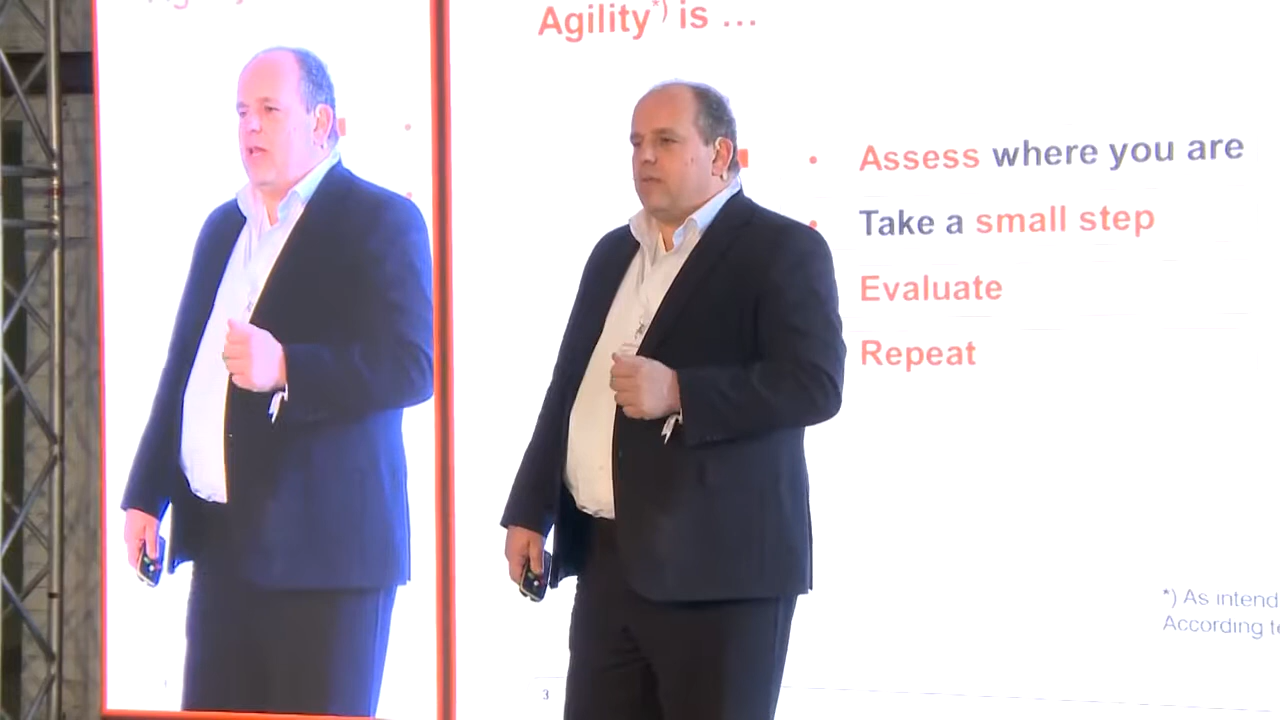 Agility*) is ...
• Assess where you are
• Take a small step
Evaluate
Repeat
*) As intend
According t
3